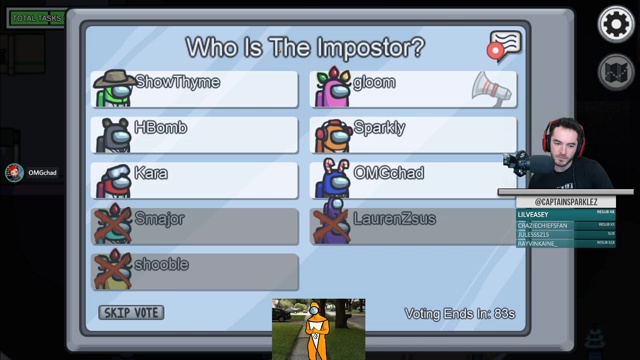 TOTAL TASKS
Who Is The Impostor?
ShowThyme
gloom
HBomb
Sparkly
OMGchad
Kara
OMGchad
@CAPTAINSPARKLEZ
LILVEASEY
CRAZIECHIEFSFAN
JULESSS215
RAYVINKAINE_
Smajor
LaurenZsus
shooble
SKIP VOTE
Voting Ends In: 83s